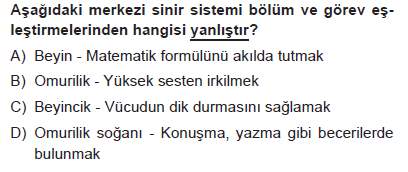 Aşağıdaki merkezi sinir sistemi bölüm ve görev eş-
leştirmelerinden hangisi yanlıştır?
A) Beyin - Matematik formülünü akılda tutmak
B) Omurilik - Yüksek sesten irkilmek
C) Beyincik - Vücudun dik durmasını sağlamak
D) Omurilik soğanı - Konuşma, yazma gibi becerilerde
bulunmak